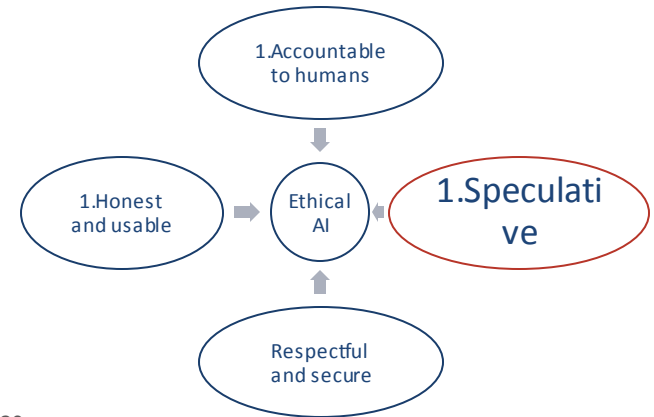 1.Accountable
to humans
1.Honest
and usable
Ethical
AI
1.Speculati
ve
Respectful
and secure